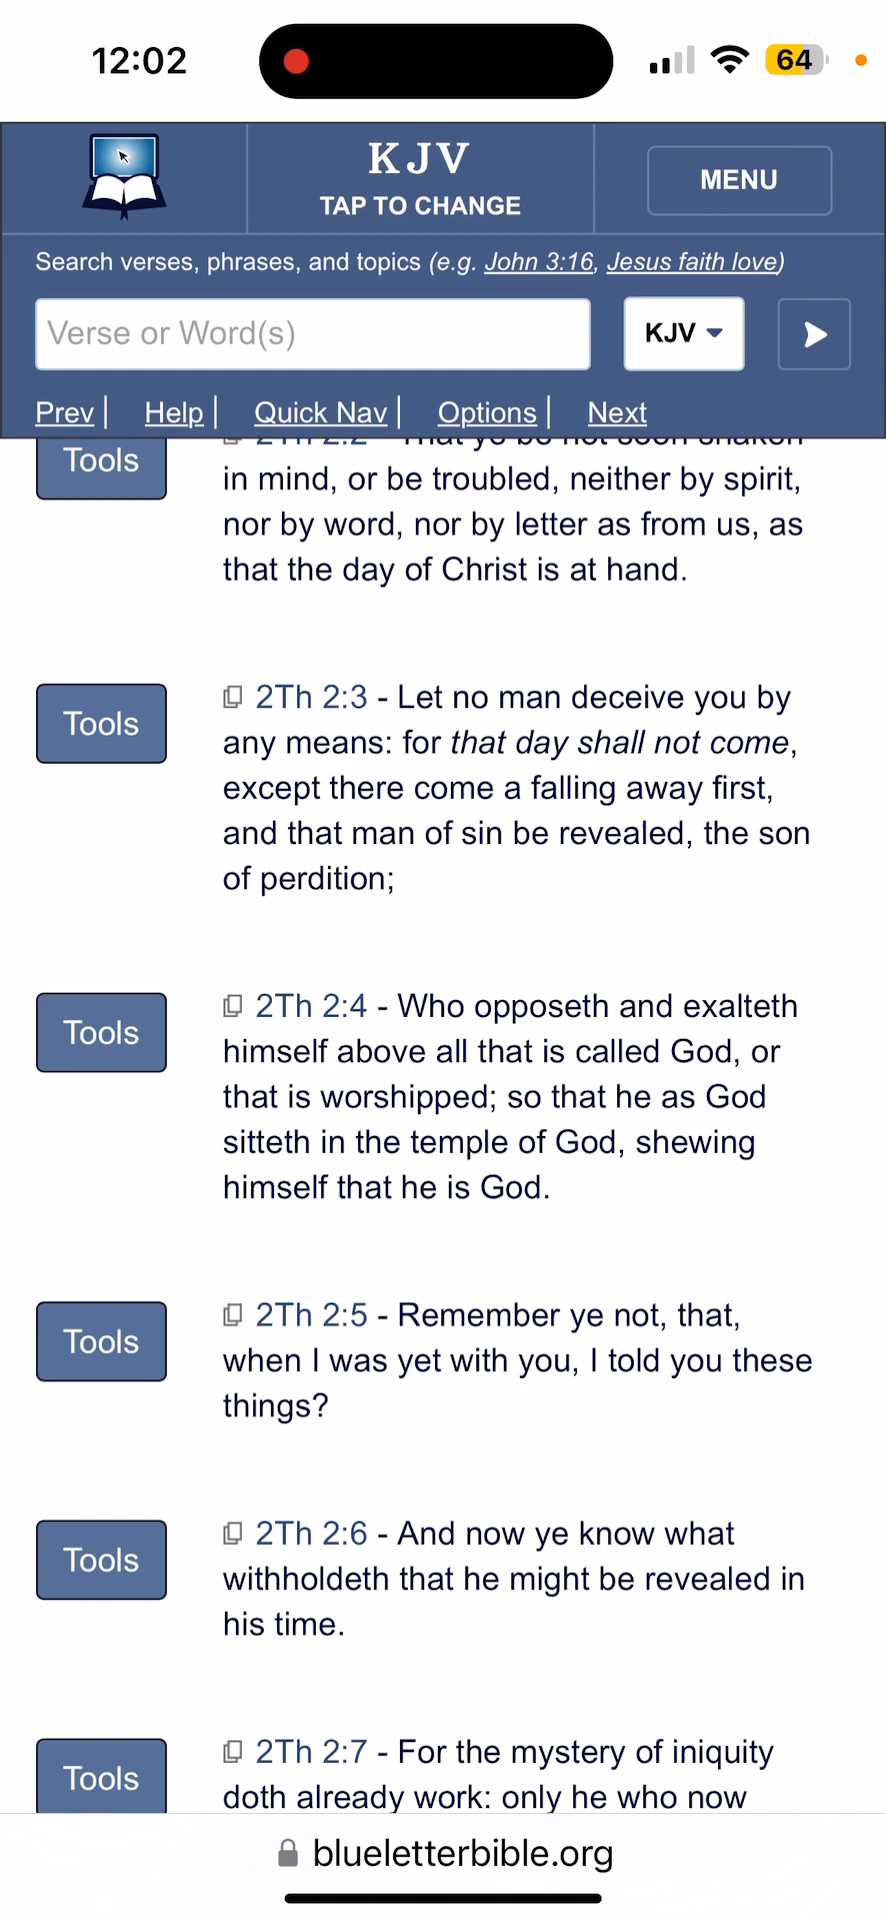 12:02
64
KJV
TAP TO CHANGE
MENU
Search verses, phrases, and topics (e.g. John 3:16, Jesus faith love)
Verse or Word(s)
KJV
Prev | Help | Quick Nav | Options | Next
Tools
2Th 2:2 - That ye be not soon shaken
in mind, or be troubled, neither by spirit,
nor by word, nor by letter as from us, as
that the day of Christ is at hand.
Tools
2Th 2:3 - Let no man deceive you by
any means: for that day shall not come,
except there come a falling away first,
and that man of sin be revealed, the son
of perdition;
Tools
2Th 2:4 - Who opposeth and exalteth
himself above all that is called God, or
that is worshipped; so that he as God
sitteth in the temple of God, shewing
himself that he is God.
Tools
2Th 2:5 - Remember ye not, that,
when I was yet with you, I told you these
things?
Tools
2Th 2:6 - And now ye know what
withholdeth that he might be revealed in
his time.
Tools
2Th 2:7 - For the mystery of iniquity
doth already work: only he who now
blueletterbible.org